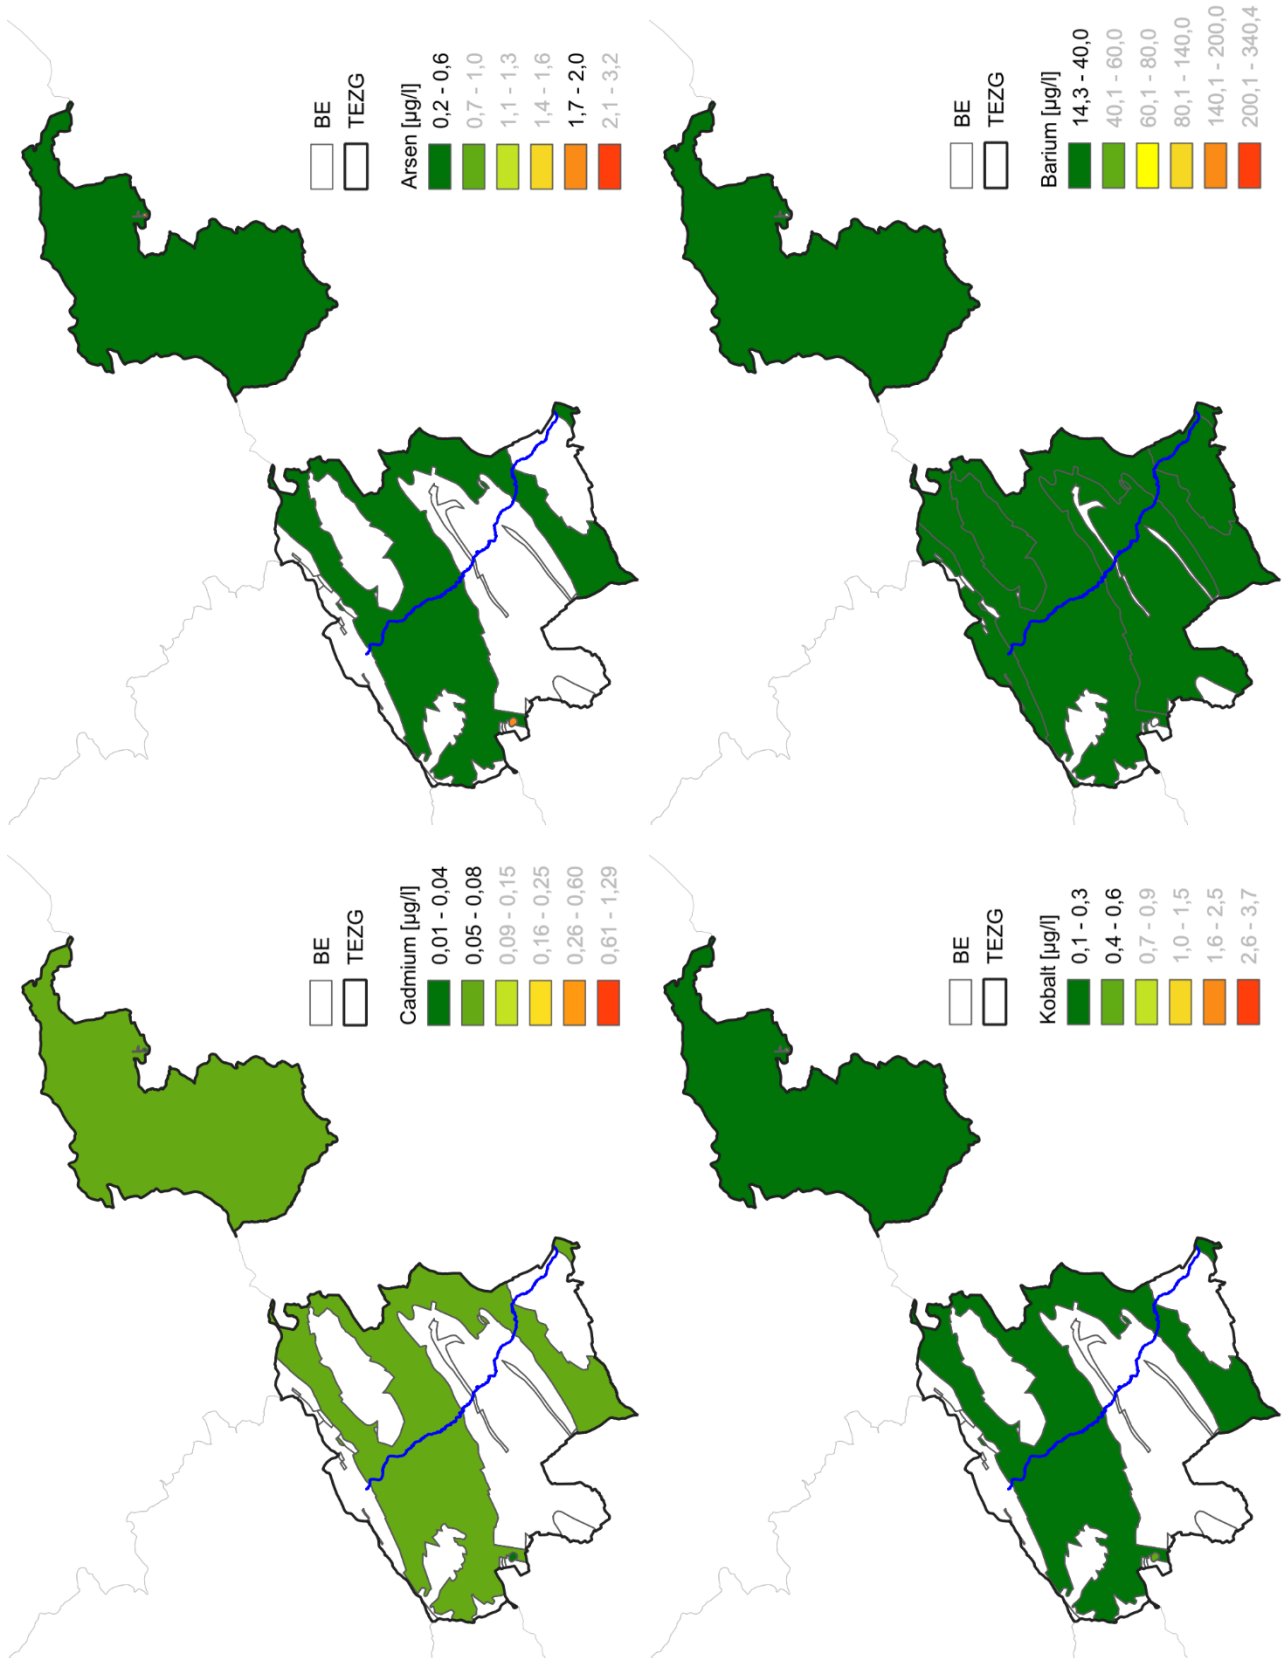 BE
TEZG
Arsen [µg/l]
0,2 - 0,6
0,7 - 1,0
1,1 - 1,3
1,4 - 1,6
1,7 - 2,0
2,1 - 3,2
BE
TEZG
Barium [µg/l]
14,3 - 40,0
40,1 - 60,0
60,1 - 80,0
80,1 - 140,0
140,1 - 200,0
200,1 - 340,4
BE
TEZG
Cadmium [µg/l]
0,01 - 0,04
0,05 - 0,08
0,09 - 0,15
0,16 - 0,25
0,26 - 0,60
0,61 - 1,29
BE
TEZG
Kobalt [µg/l]
0,1 - 0,3
0,4 - 0,6
0,7 - 0,9
1,0 - 1,5
1,6 - 2,5
2,6 - 3,7